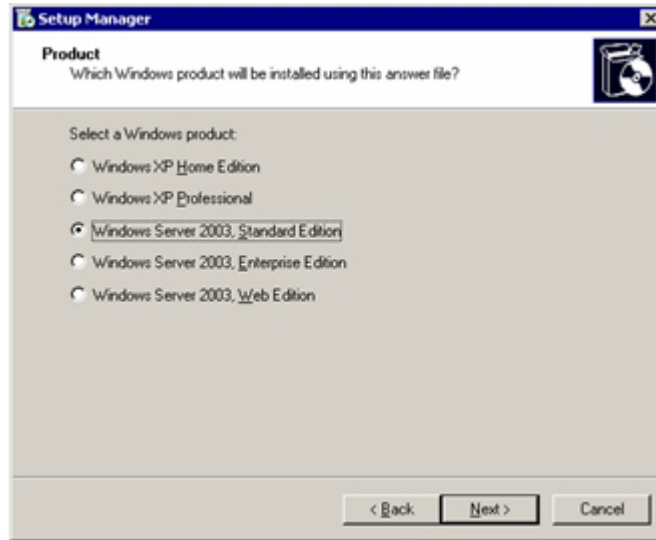 Setup Manager
Product
Which Windows product will be installed using this answer file?
Select a Windows product:
Windows XP Home Edition
Windows XP Professional
Windows Server 2003, Standard Edition
Windows Server 2003, Enterprise Edition
Windows Server 2003, Web Edition
< Back Next > Cancel